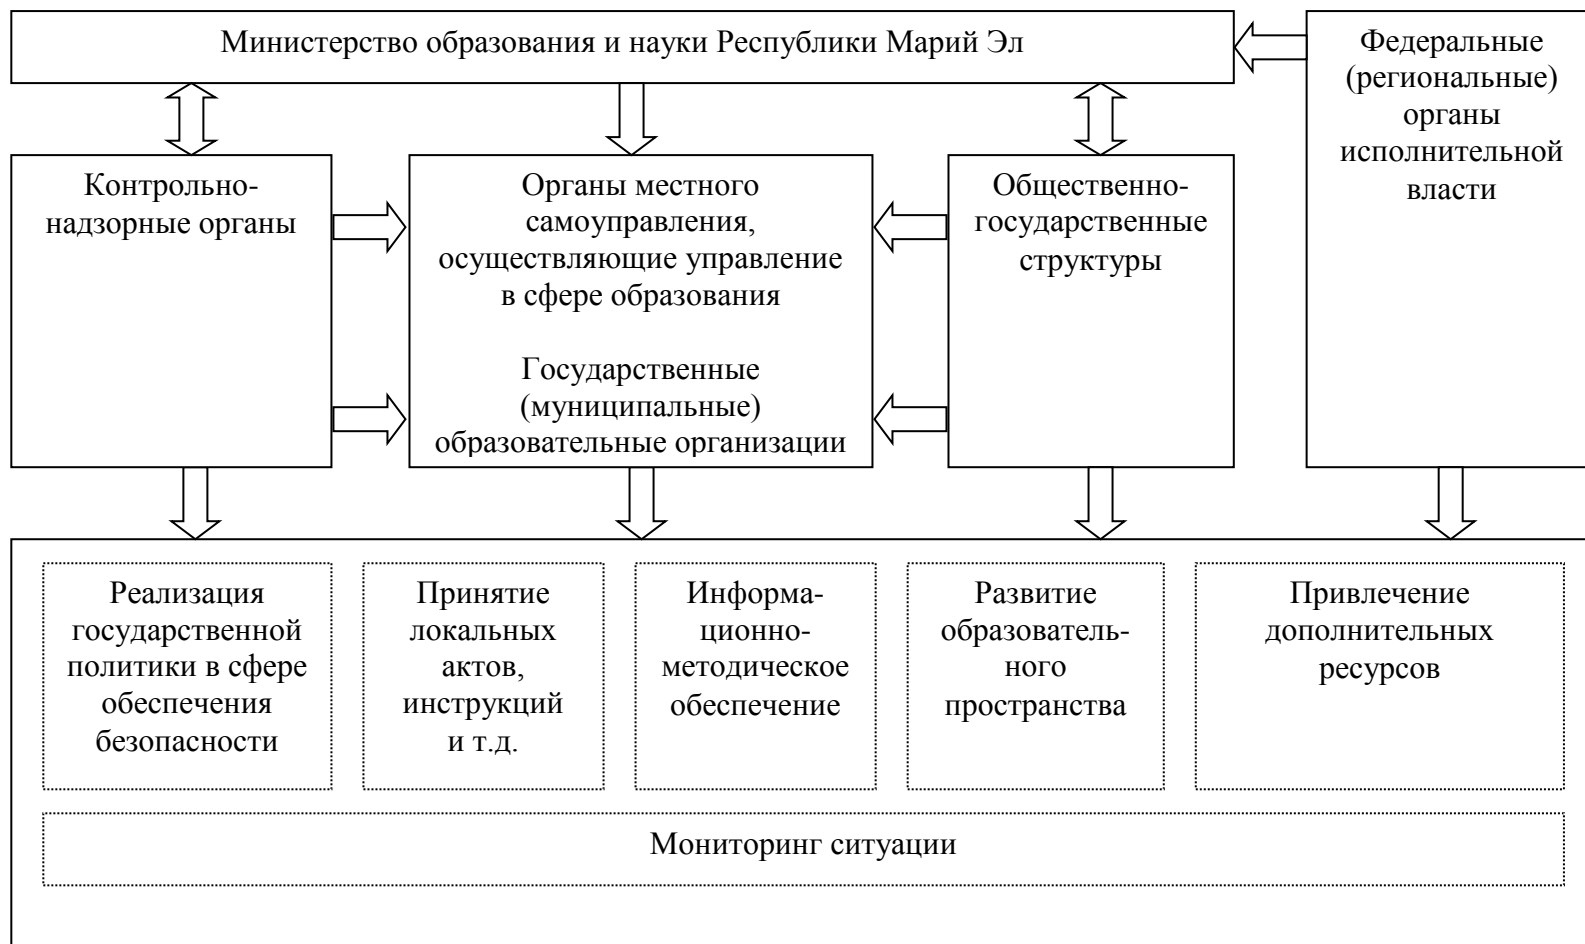 Министерство образования и науки Республики Марий Эл
Федеральные
(региональные)
органы
исполнительной
власти
Контрольно-
надзорные органы
Органы местного
самоуправления,
осуществляющие управление
в сфере образования
Государственные
(муниципальные)
образовательные организации
Общественно-
государственные
структуры
Реализация
государственной
политики в сфере
обеспечения
безопасности
Принятие
локальных
актов,
инструкций
и т.д.
Информа-
ционно-
методическое
обеспечение
Развитие
образователь-
ного
пространства
Привлечение
дополнительных
ресурсов
Мониторинг ситуации